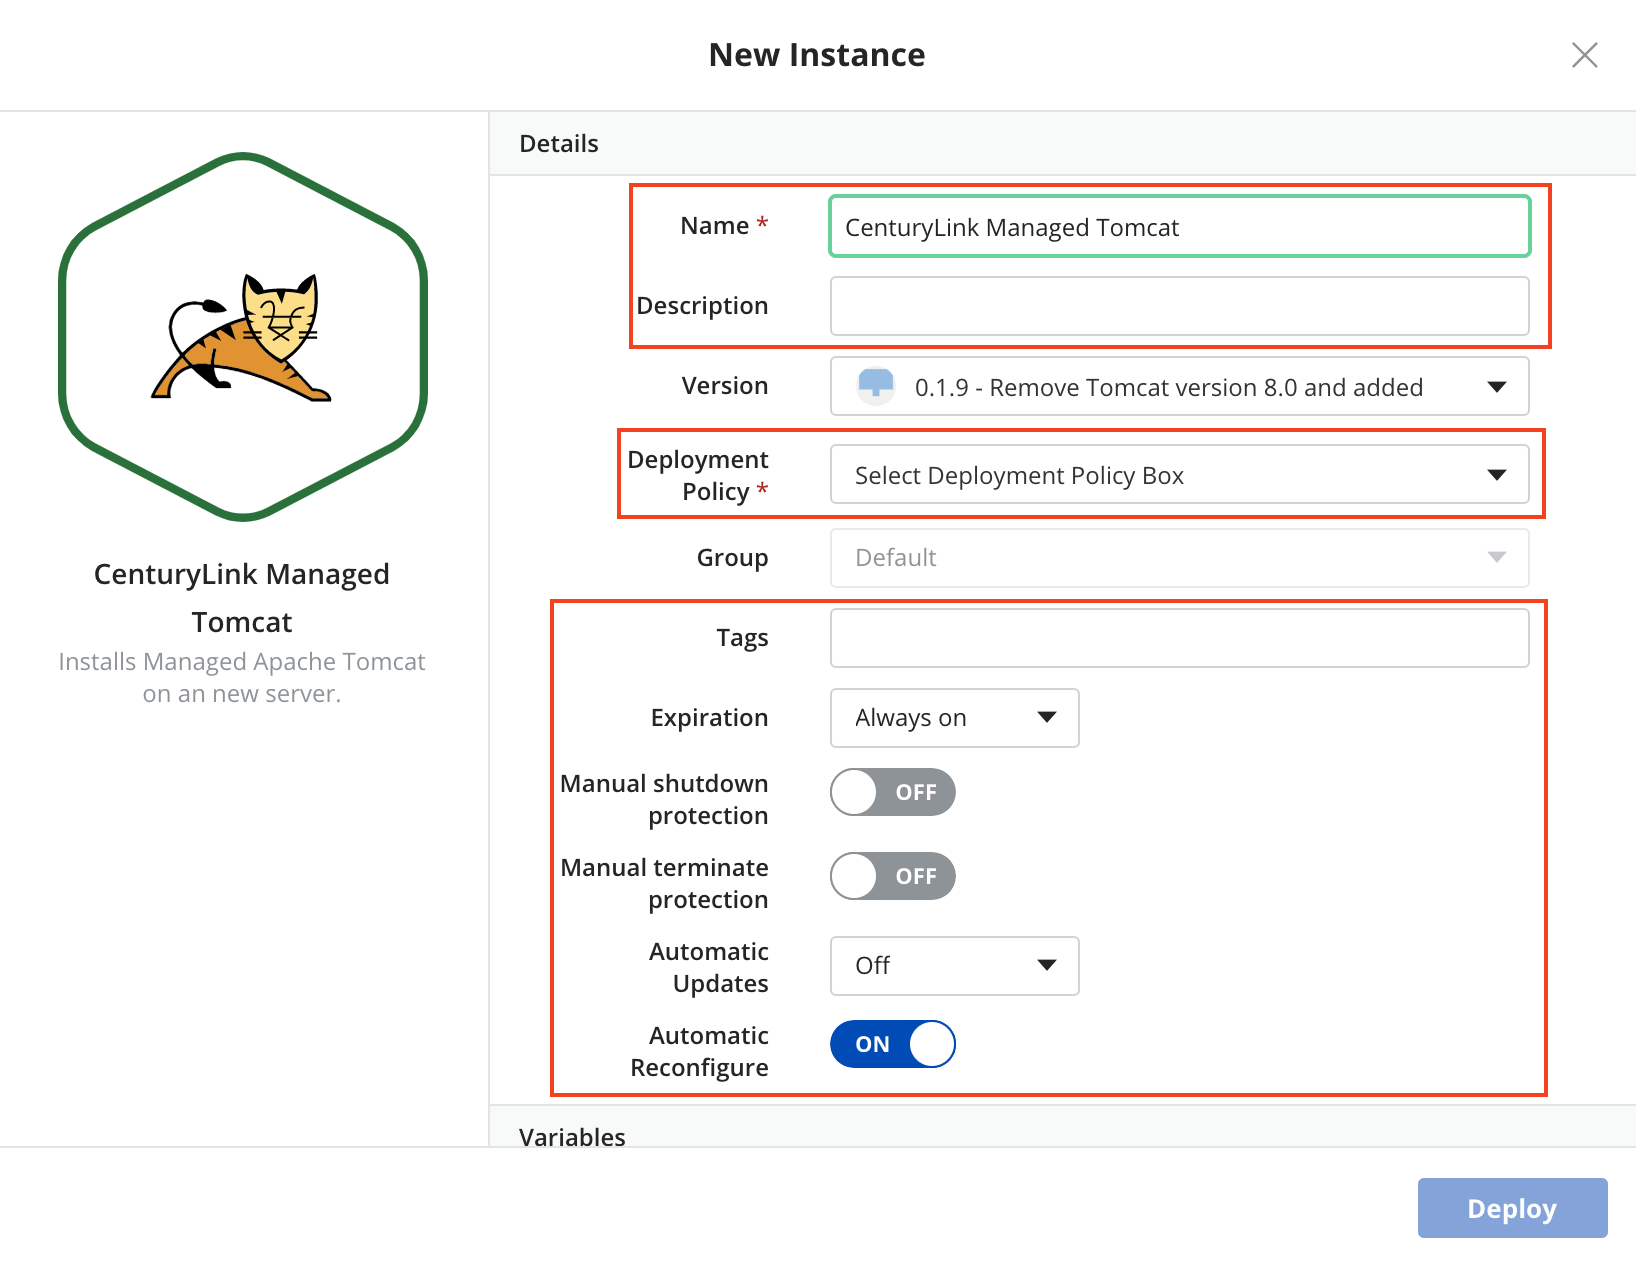 New Instance
CenturyLink Managed
Tomcat
Installs Managed Apache Tomcat
on an new server.
Details
Name *
CenturyLink Managed Tomcat
Description
Version
0.1.9 - Remove Tomcat version 8.0 and added
Deployment
Policy *
Select Deployment Policy Box
Group
Default
Tags
Expiration
Always on
Manual shutdown
protection
OFF
Manual terminate
protection
OFF
Automatic
Updates
Off
Automatic
Reconfigure
ON
Variables
Deploy